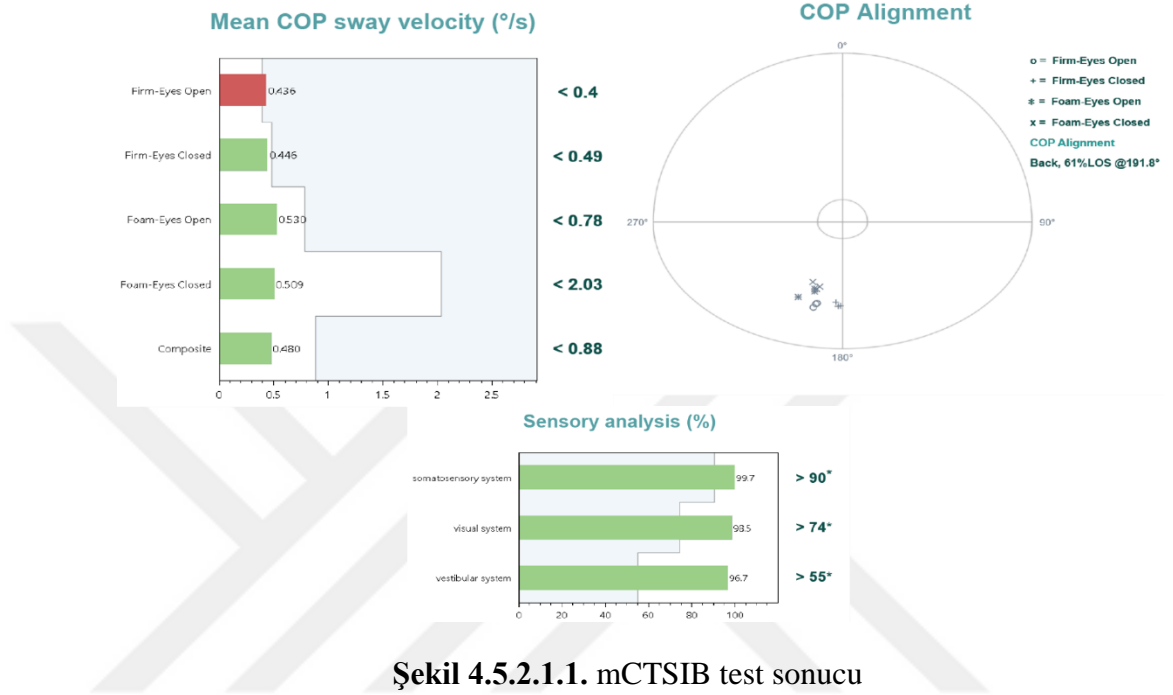 Mean COP sway velocity (°/s)
Firm-Eyes Open 0.436 < 0.4
Firm-Eyes Closed 0.446 < 0.49
Foam-Eyes Open 0.530 < 0.78
Foam-Eyes Closed 0.509 < 2.03
Composite 0.480 < 0.88
0 0.5 1 1.5 2 2.5
COP Alignment
0°
270° 90°
180°
o = Firm-Eyes Open
+ = Firm-Eyes Closed
* = Foam-Eyes Open
x = Foam-Eyes Closed
COP Alignment
Back, 61%LOS @191.8°
Sensory analysis (%)
somatosensory system 99.7 > 90*
visual system 98.5 > 74*
vestibular system 96.7 > 55*
0 20 40 60 80 100
Şekil 4.5.2.1.1. mCTSIB test sonucu